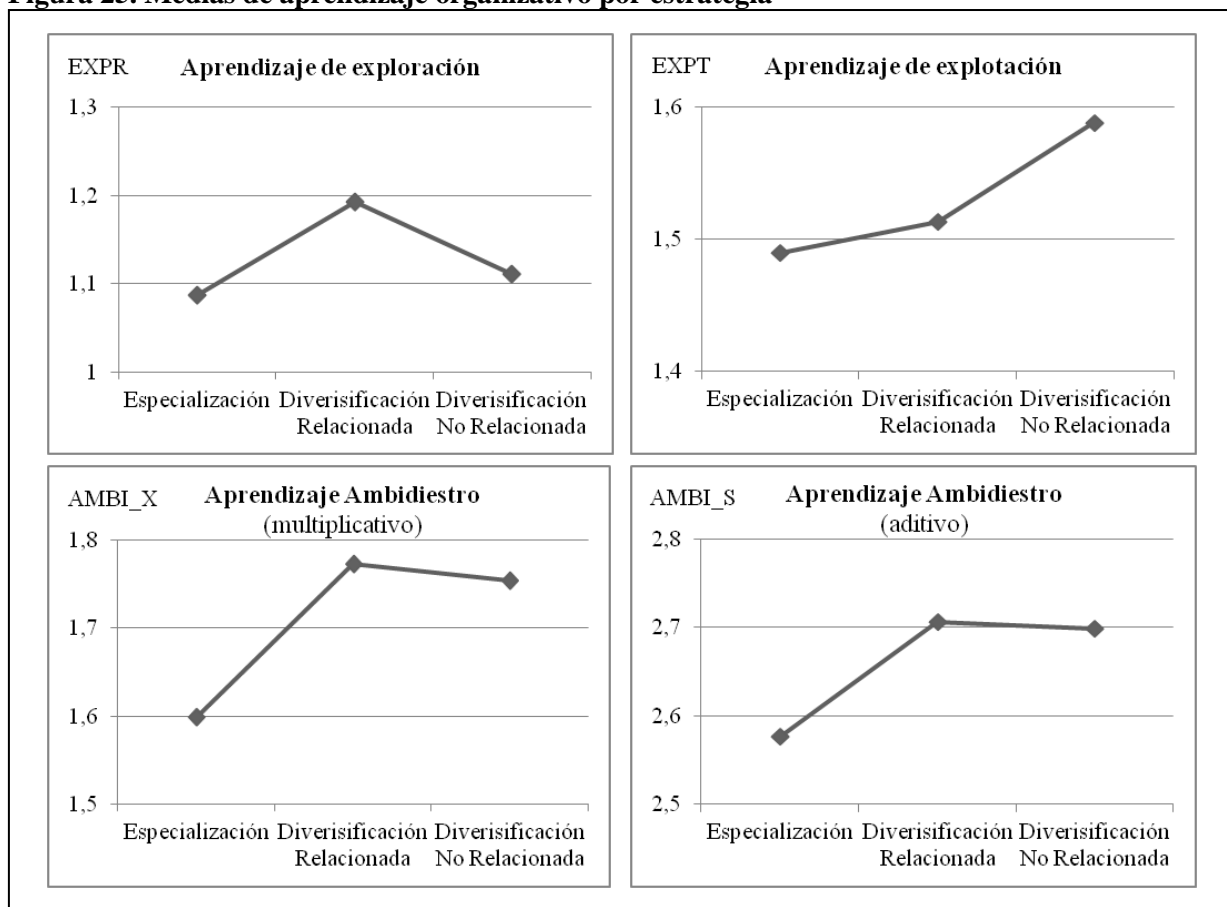 Figura 25. Medias de aprendizaje organizativo por estrategia
EXPR
Aprendizaje de exploración
1,3
1,2
1,1
1
Especialización
Diverisificación
Relacionada
Diverisificación
No Relacionada
EXPT
Aprendizaje de explotación
1,6
1,5
1,4
Especialización
Diverisificación
Relacionada
Diverisificación
No Relacionada
AMBI_X
Aprendizaje Ambidiestro
(multiplicativo)
1,8
1,7
1,6
1,5
Especialización
Diverisificación
Relacionada
Diverisificación
No Relacionada
AMBI_S
Aprendizaje Ambidiestro
(aditivo)
2,8
2,7
2,6
2,5
Especialización
Diverisificación
Relacionada
Diverisificación
No Relacionada